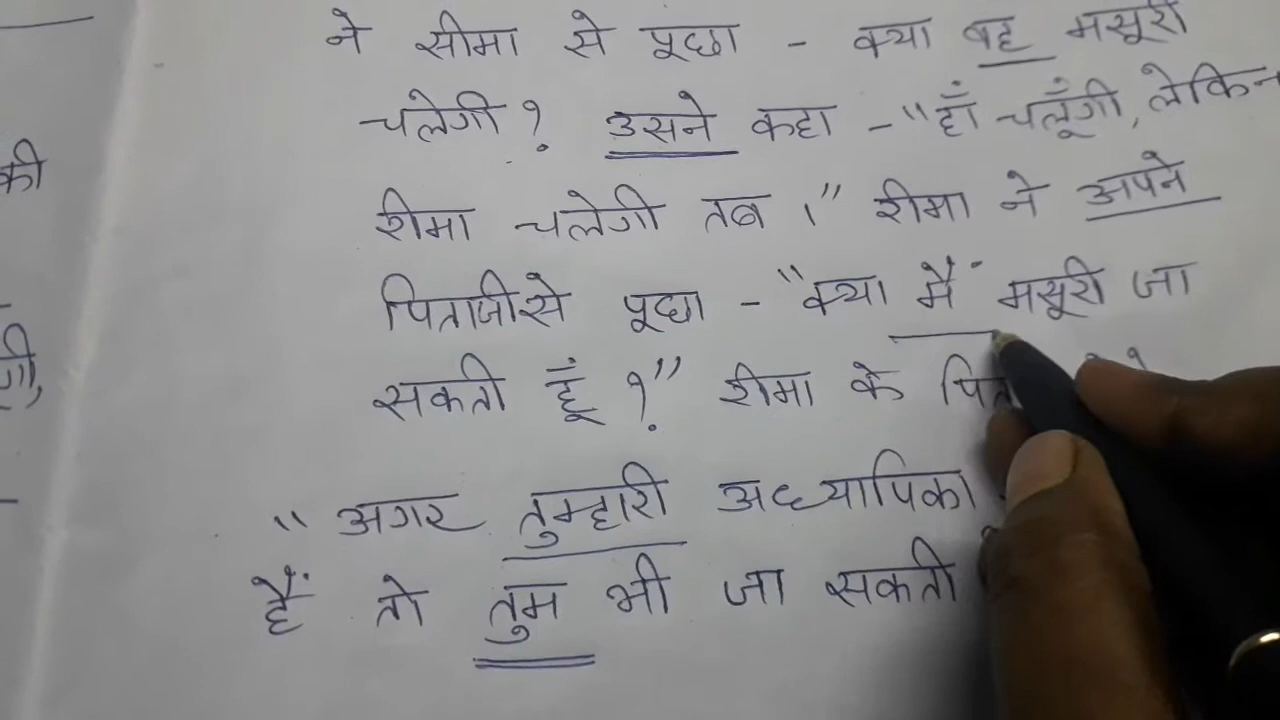 ने सीमा से पूछा - क्या वह मसूरी
चलेगी? उसने कहा - "हाँ चलूँगी, लेकिन
रीमा चलेगी तब।" रीमा ने अपने
पिताजी से पूछा - "क्या मैं मसूरी जा
सकती हूँ?" रीमा के
"अगर तुम्हारी अध्यापिका
हैं तो तुम भी जा सकती
की